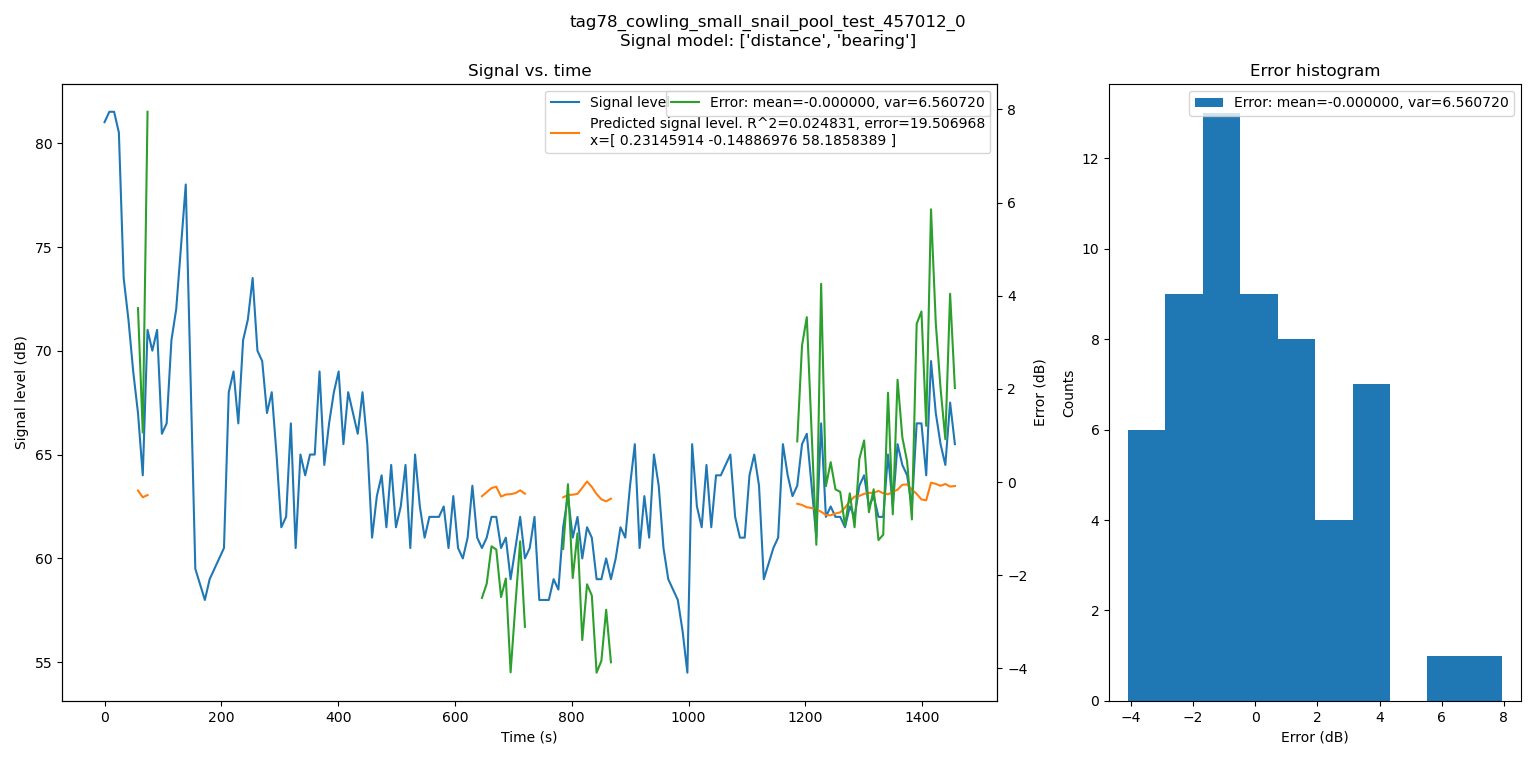 tag78_cowling_small_snail_pool_test_457012_0
Signal model: ['distance', 'bearing']
Signal vs. time
Signal level
Error: mean=-0.000000, var=6.560720
Predicted signal level. R^2=0.024831, error=19.506968
x=[ 0.23145914 -0.14886976 58.1858389 ]
80
75
70
65
60
55
Signal level (dB)
0 200 400 600 800 1000 1200 1400
Time (s)
8
6
4
2
0
−2
−4
Error (dB)
Error histogram
Error: mean=-0.000000, var=6.560720
12
10
8
6
4
2
0
Counts
−4 −2 0 2 4 6 8
Error (dB)